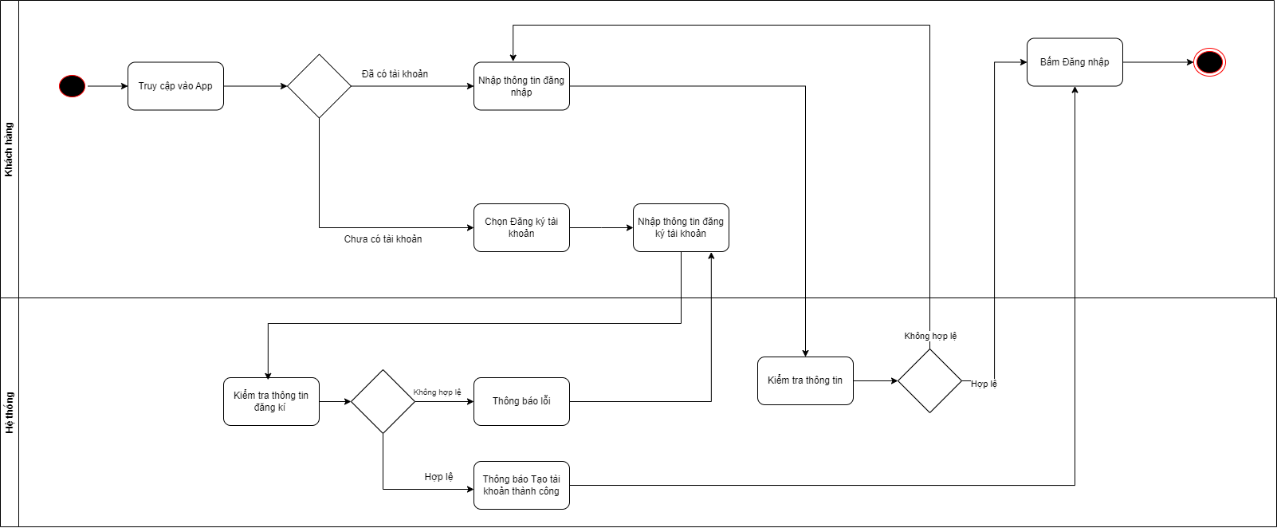 Khách hàng
Truy cập vào App
Đã có tài khoản
Nhập thông tin đăng
nhập
Bấm Đăng nhập
Chưa có tài khoản
Chọn Đăng ký tài
khoản
Nhập thông tin đăng
ký tài khoản
Hệ thống
Không hợp lệ
Kiểm tra thông tin
Hợp lệ
Kiểm tra thông tin
đăng kí
Không hợp lệ
Thông báo lỗi
Hợp lệ
Thông báo Tạo tài
khoản thành công